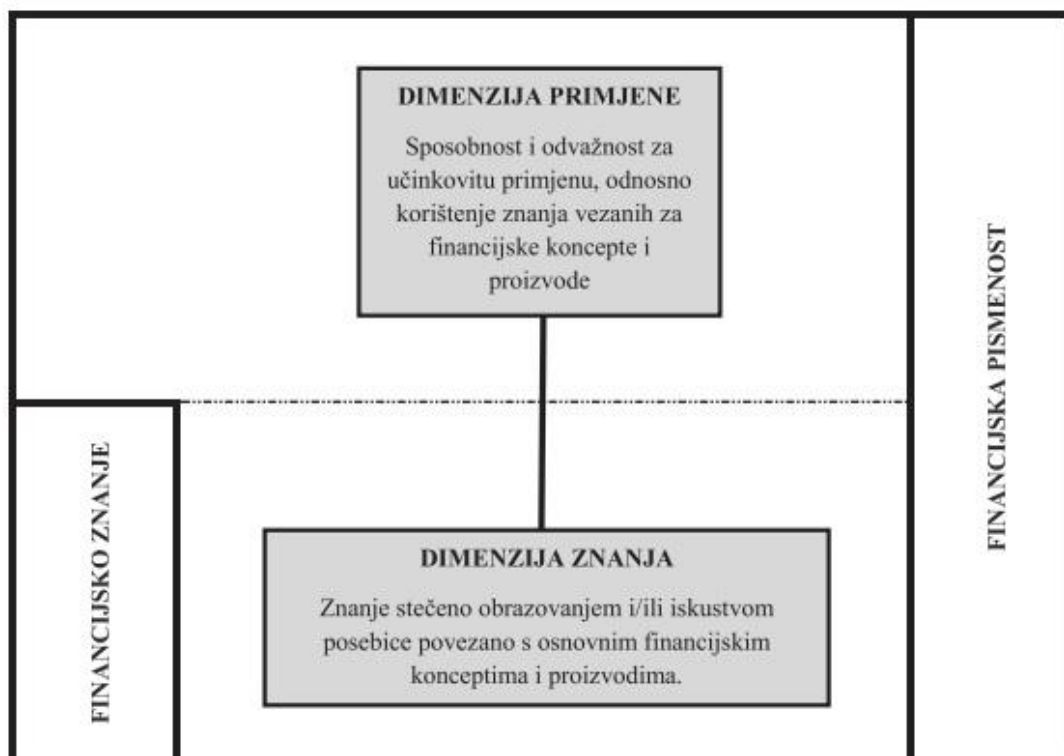 DIMENZIJA PRIMJENE
Sposobnost i odvažnost za
učinkovitu primjenu, odnosno
korištenje znanja vezanih za
financijske koncepte i
proizvode
FINANCIJSKA PISMENOST
FINANCIJSKO ZNANJE
DIMENZIJA ZNANJA
Znanje stečeno obrazovanjem i/ili iskustvom
posebice povezano s osnovnim financijskim
konceptima i proizvodima.